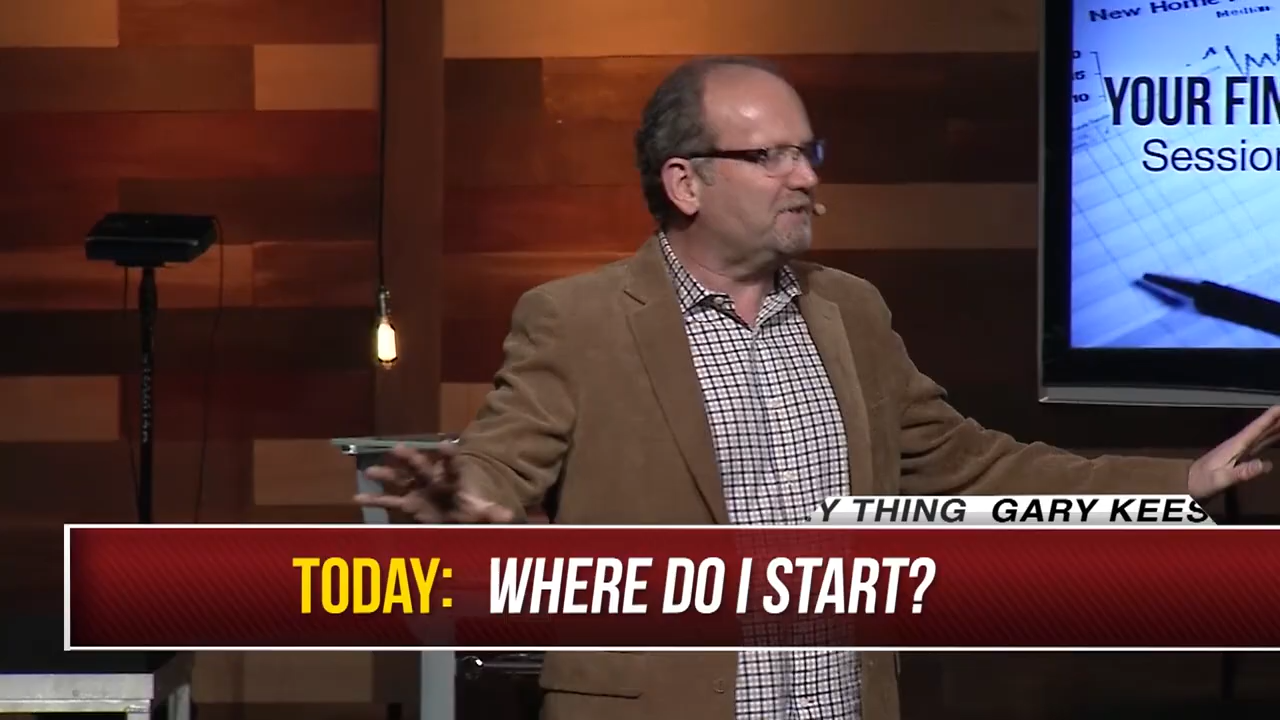 New Home
YOUR FIN
Session
Y THING GARY KEES
TODAY: WHERE DO I START?